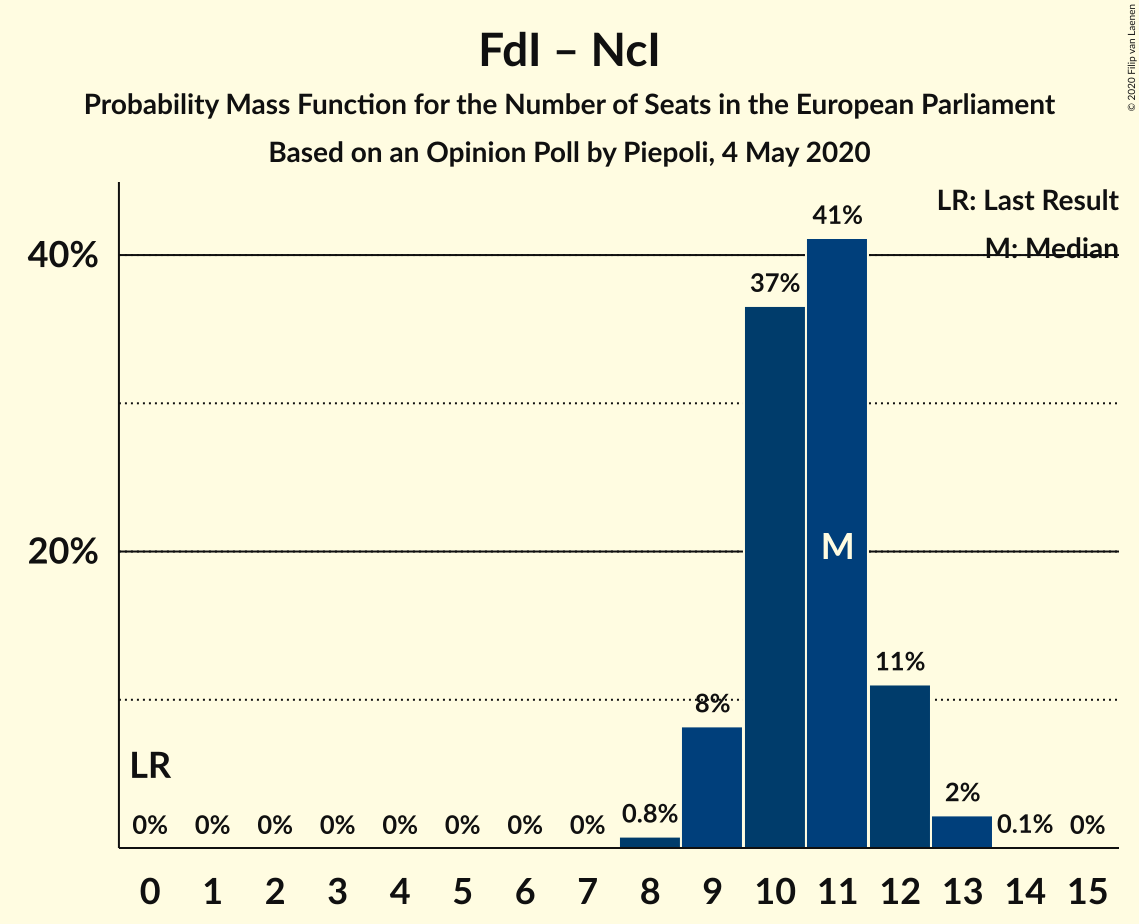 FdI – NcI
Probability Mass Function for the Number of Seats in the European Parliament
Based on an Opinion Poll by Piepoli, 4 May 2020
© 2020 Filip van Laenen
LR: Last Result
M: Median
40%
20%
LR
M
0% 0% 0% 0% 0% 0% 0% 0% 0.8% 8% 37% 41% 11% 2% 0.1% 0%
0 1 2 3 4 5 6 7 8 9 10 11 12 13 14 15